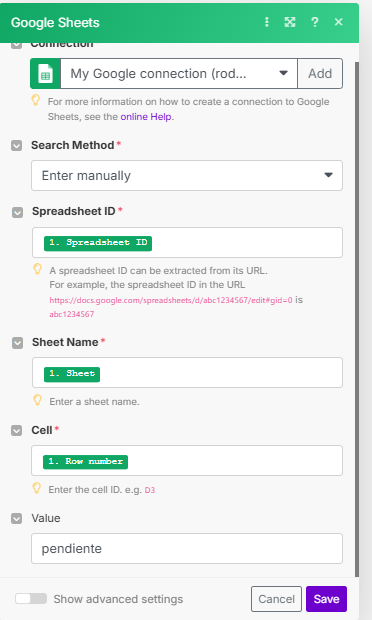 Google Sheets
Connection
My Google connection (rod...
Add
For more information on how to create a connection to Google
Sheets, see the online Help.
Search Method*
Enter manually
Spreadsheet ID*
1. Spreadsheet ID
A spreadsheet ID can be extracted from its URL.
For example, the spreadsheet ID in the URL
https://docs.google.com/spreadsheets/d/abc1234567/edit#gid=0 is
abc1234567
Sheet Name*
1. Sheet
Enter a sheet name.
Cell*
1. Row number
Enter the cell ID. e.g. D3
Value
pendiente
Show advanced settings
Cancel
Save